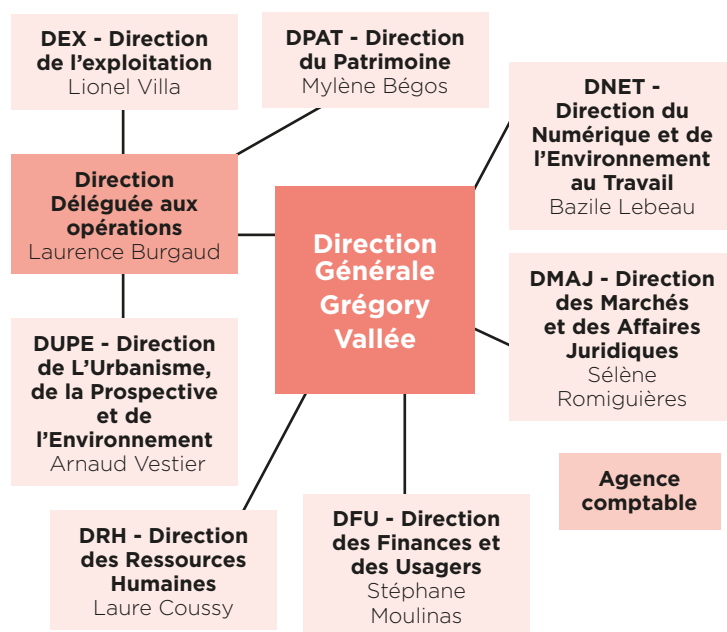 DEX - Direction
de l'exploitation
Lionel Villa
DPAT - Direction
du Patrimoine
Mylène Bégos
DNET -
Direction du
Numérique et de
l'Environnement
au Travail
Bazile Lebeau
Direction
Déléguée aux
opérations
Laurence Burgaud
Direction
Générale
Grégory
Vallée
DMAJ - Direction
des Marchés
et des Affaires
Juridiques
Sélène
Romiguières
DUPE - Direction
de L'Urbanisme,
de la Prospective
et de
l'Environnement
Arnaud Vestier
Agence
comptable
DRH - Direction
des Ressources
Humaines
Laure Coussy
DFU - Direction
des Finances et
des Usagers
Stéphane
Moulinas